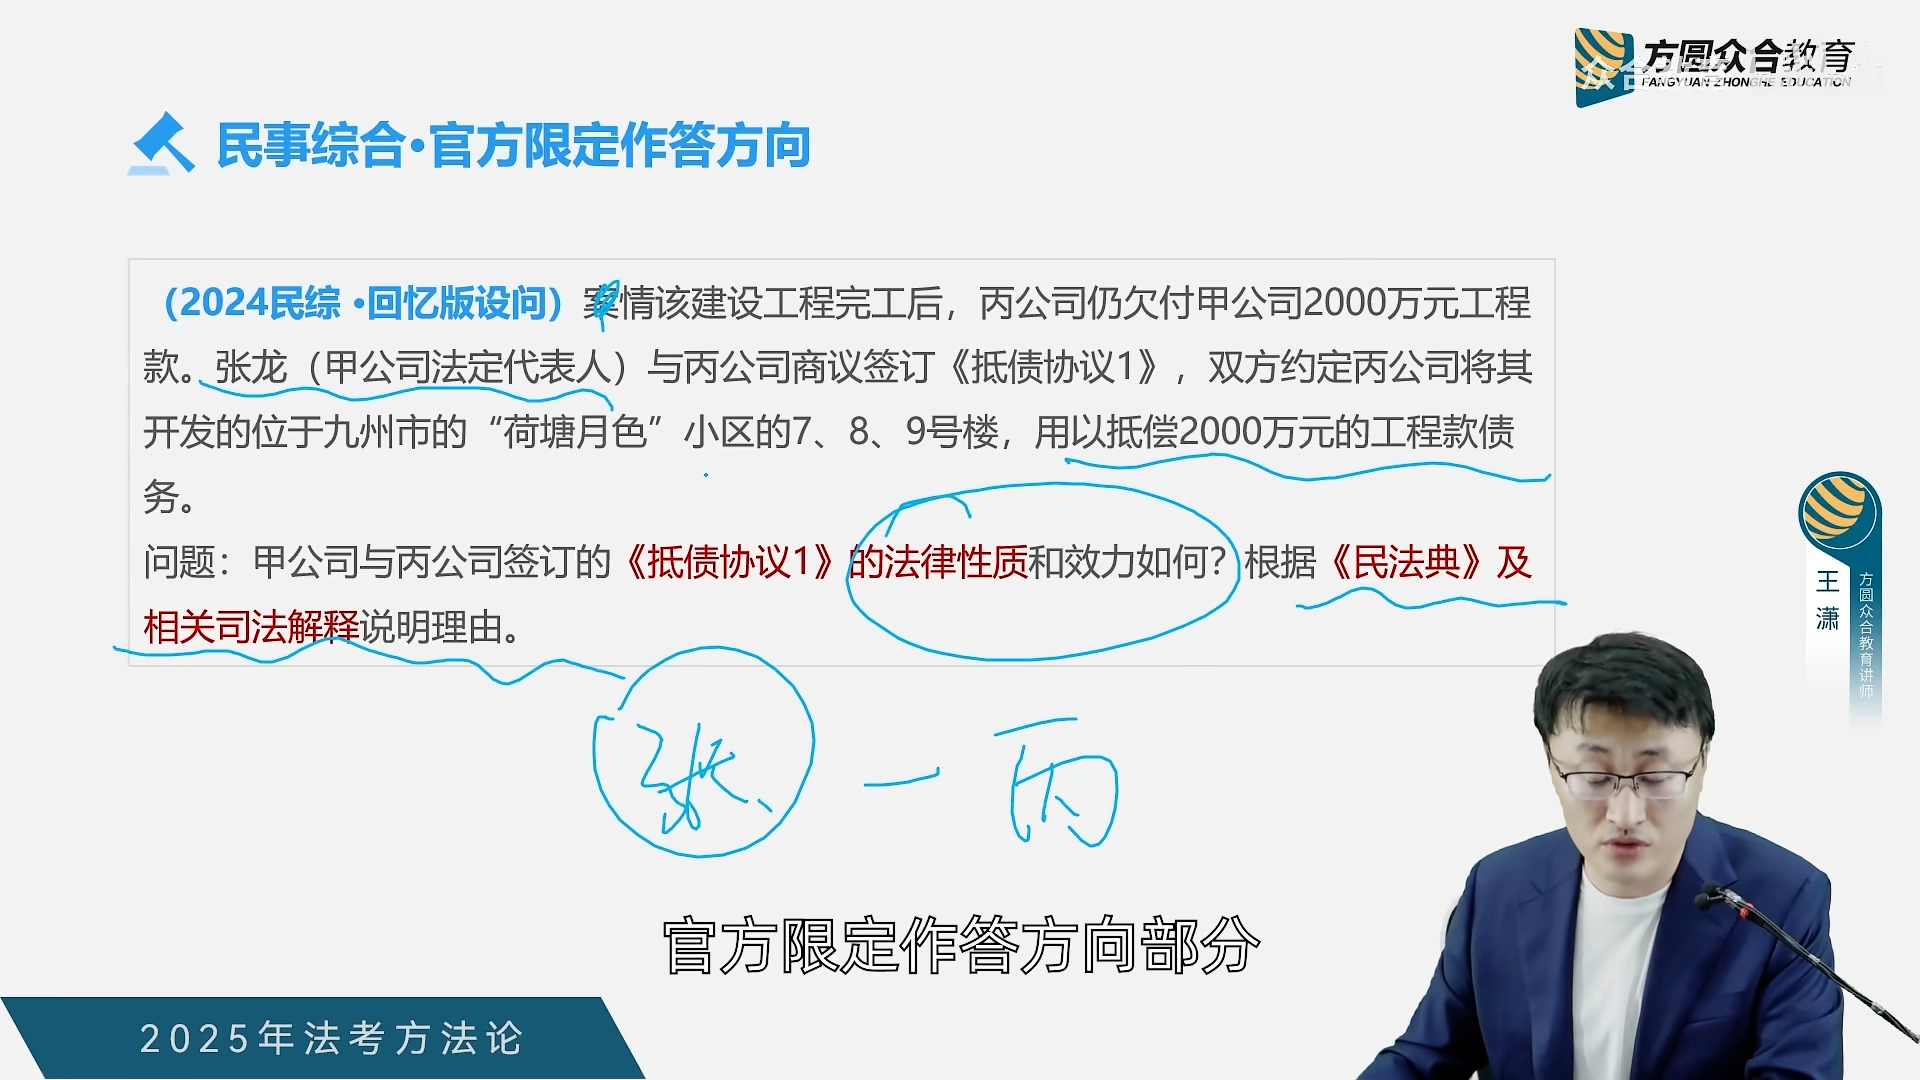 方圆众合教育
FANGYUAN ZHONGHE EDUCATION
民事综合·官方限定作答方向
（2024民综 ·回忆版设问）案情该建设工程完工后，丙公司仍欠付甲公司2000万元工程
款。张龙（甲公司法定代表人）与丙公司商议签订《抵债协议1》，双方约定丙公司将其
开发的位于九州市的“荷塘月色”小区的7、8、9号楼，用以抵偿2000万元的工程款债
务。
问题：甲公司与丙公司签订的《抵债协议1》的法律性质和效力如何？根据《民法典》及
相关司法解释说明理由。
王潇
方圆众合教育讲师
张 — 丙
官方限定作答方向部分
2025年法考方法论